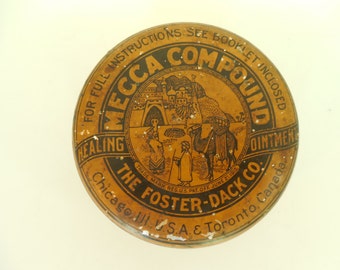 FOR FULL INSTRUCTIONS SEE BOOKLET INCLOSED
MECCA COMPOUND
HEALING OINTMENT
THE FOSTER-DACK CO.
Chicago, Ill. U.S.A. & Toronto, Canada.